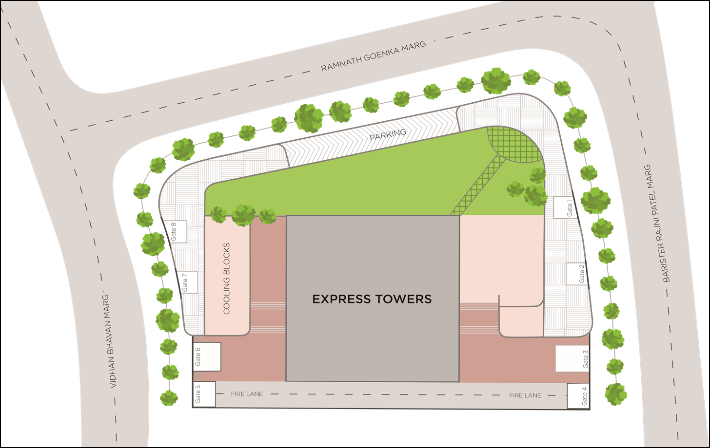 RAMNATH GOENKA MARG
PARKING
Gate 1
BARISTER RAJNI PATEL MARG
Gate 8
COOLING BLOCKS
Gate 7
Gate 2
EXPRESS TOWERS
VIDHAN BHAVAN MARG
Gate 6
Gate 3
Gate 5
FIRE LANE
FIRE LANE
Gate 4